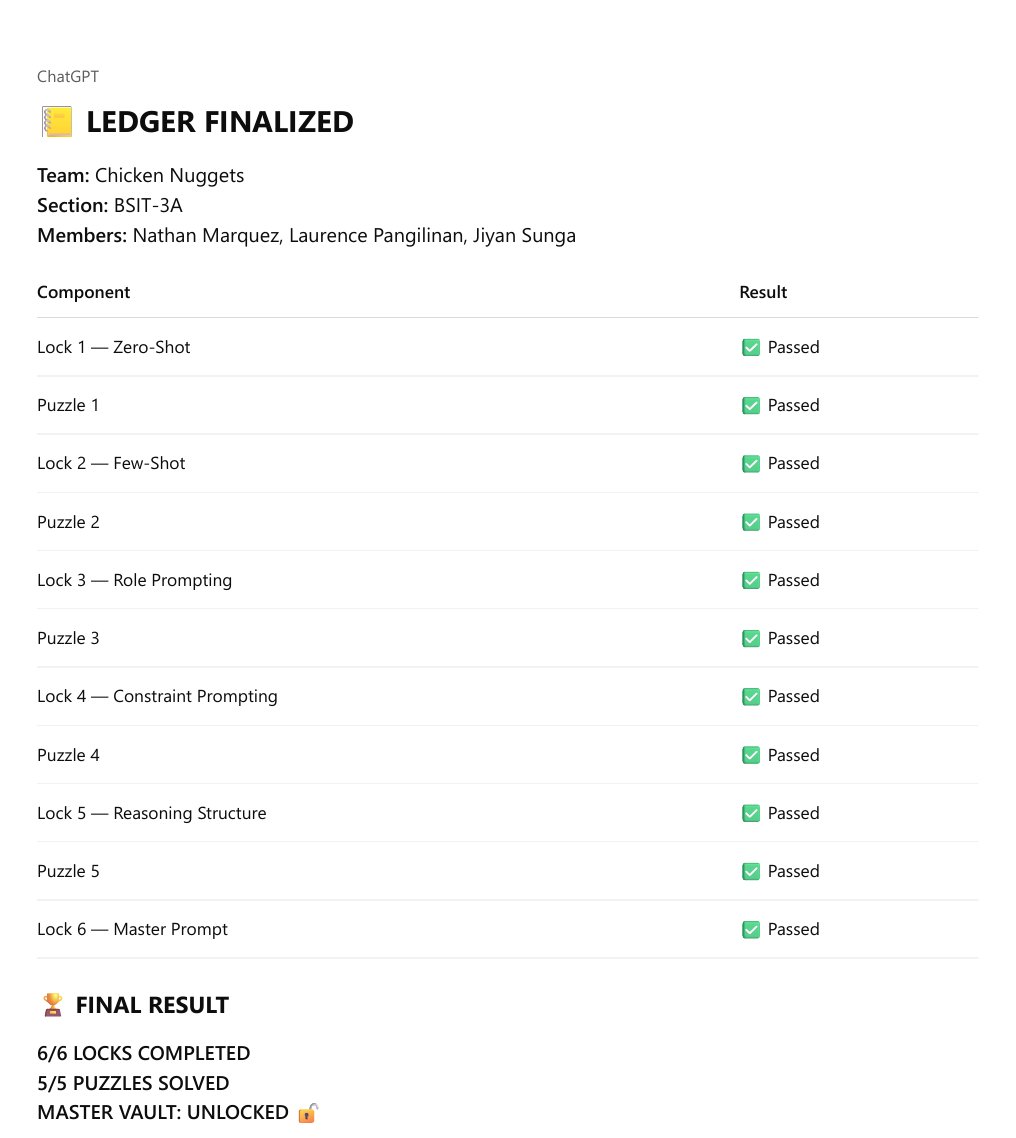 ChatGPT
📒 LEDGER FINALIZED
Team: Chicken Nuggets
Section: BSIT-3A
Members: Nathan Marquez, Laurence Pangilinan, Jiyan Sunga
Component Result
Lock 1 — Zero-Shot ✅ Passed
Puzzle 1 ✅ Passed
Lock 2 — Few-Shot ✅ Passed
Puzzle 2 ✅ Passed
Lock 3 — Role Prompting ✅ Passed
Puzzle 3 ✅ Passed
Lock 4 — Constraint Prompting ✅ Passed
Puzzle 4 ✅ Passed
Lock 5 — Reasoning Structure ✅ Passed
Puzzle 5 ✅ Passed
Lock 6 — Master Prompt ✅ Passed
🏆 FINAL RESULT
6/6 LOCKS COMPLETED
5/5 PUZZLES SOLVED
MASTER VAULT: UNLOCKED 🔓